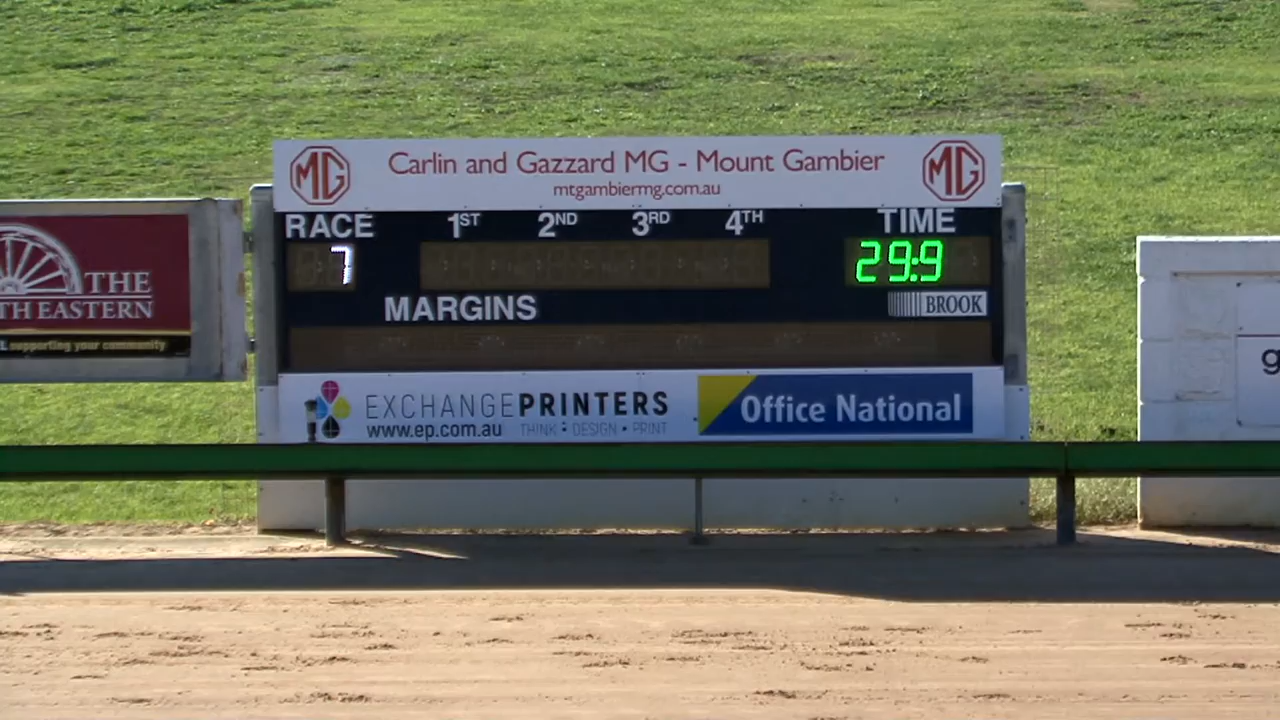 MG Carlin and Gazzard MG - Mount Gambier MG
mtgambiermg.com.au
RACE 1ST 2ND 3RD 4TH TIME
7 29:9
MARGINS BROOK
THE
TH EASTERN
supporting your community
EXCHANGEPRINTERS
www.ep.com.au THINK : DESIGN • PRINT
Office National
g